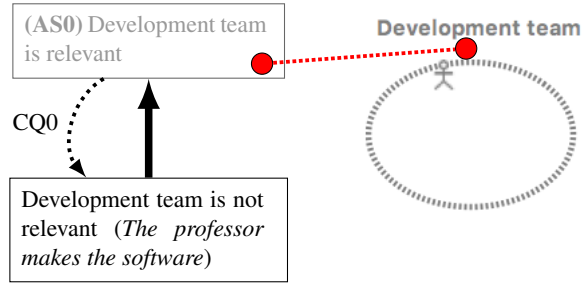 (AS0) Development team
is relevant
Development team
CQ0
Development team is not
relevant (The professor
makes the software)